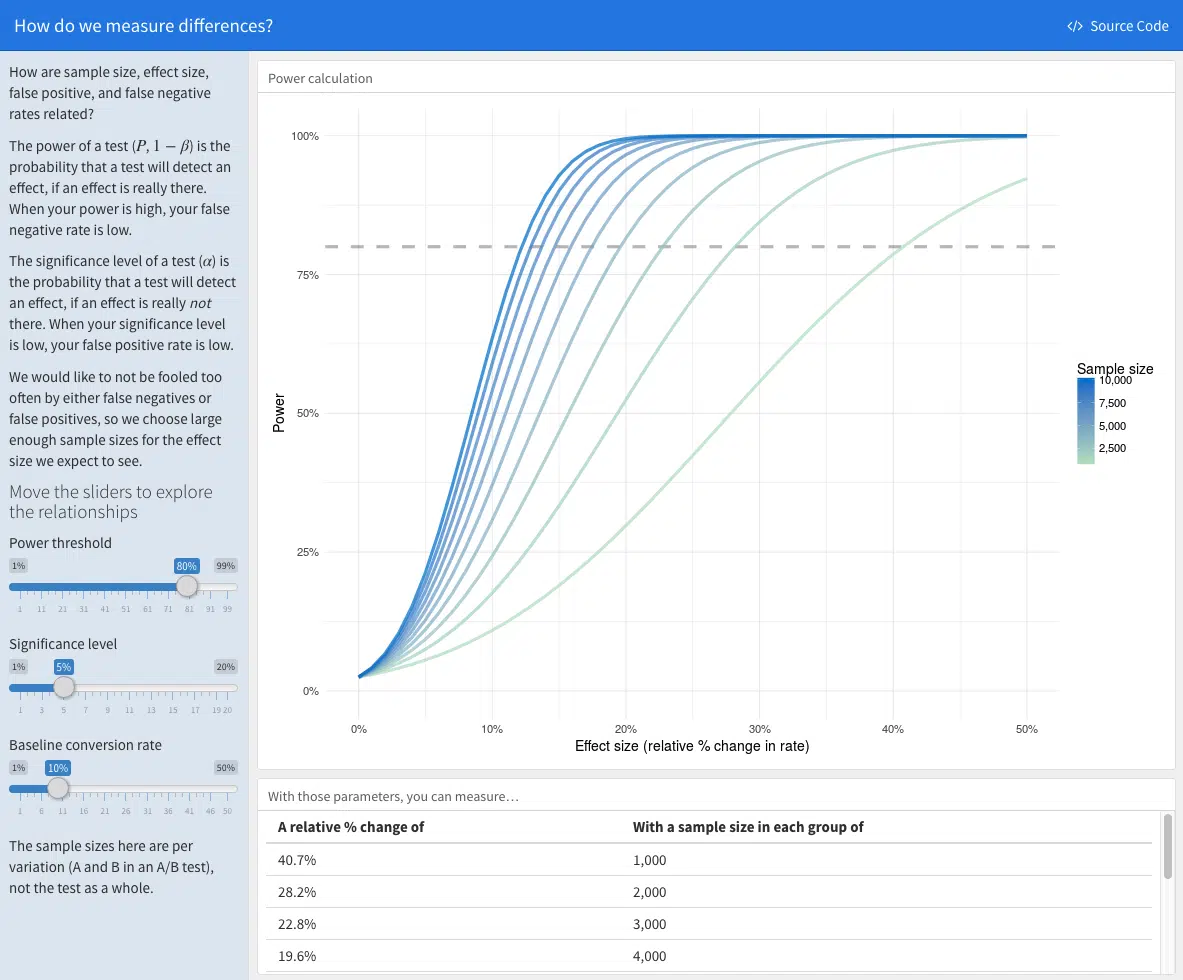 How do we measure differences?
</> Source Code
How are sample size, effect size,
false positive, and false negative
rates related?
The power of a test (P, 1 − β) is the
probability that a test will detect an
effect, if an effect is really there.
When your power is high, your false
negative rate is low.
The significance level of a test (α) is
the probability that a test will detect
an effect, if an effect is really not
there. When your significance level
is low, your false positive rate is low.
We would like to not be fooled too
often by either false negatives or
false positives, so we choose large
enough sample sizes for the effect
size we expect to see.
Move the sliders to explore
the relationships
Power threshold
1% 80% 99%
1 11 21 31 41 51 61 71 81 91 99
Significance level
1% 5% 20%
1 3 5 7 9 11 13 15 17 19 20
Baseline conversion rate
1% 10% 50%
1 6 11 16 21 26 31 36 41 46 50
The sample sizes here are per
variation (A and B in an A/B test),
not the test as a whole.
Power calculation
100%
75%
50%
25%
0%
Power
0% 10% 20% 30% 40% 50%
Effect size (relative % change in rate)
Sample size
10,000
7,500
5,000
2,500
With those parameters, you can measure…
A relative % change of With a sample size in each group of
40.7% 1,000
28.2% 2,000
22.8% 3,000
19.6% 4,000